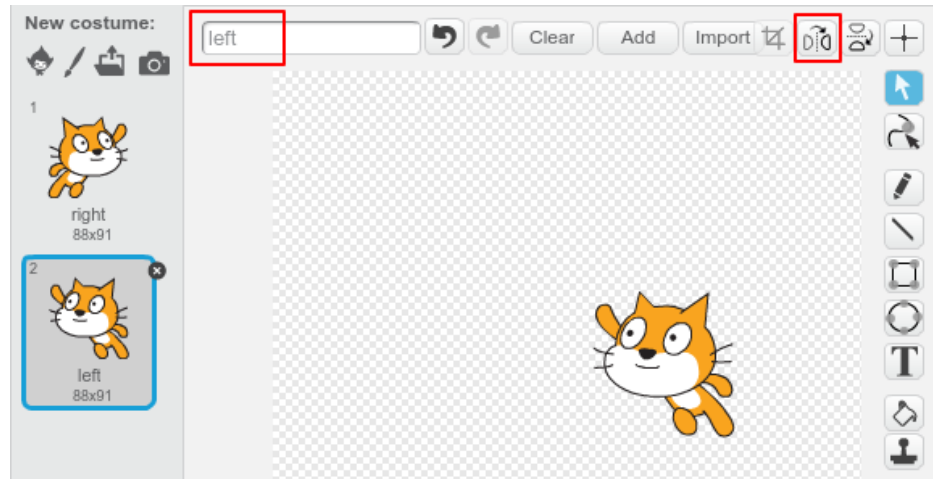 New costume:
left
Clear
Add
Import
1
right
88x91
2
left
88x91
T